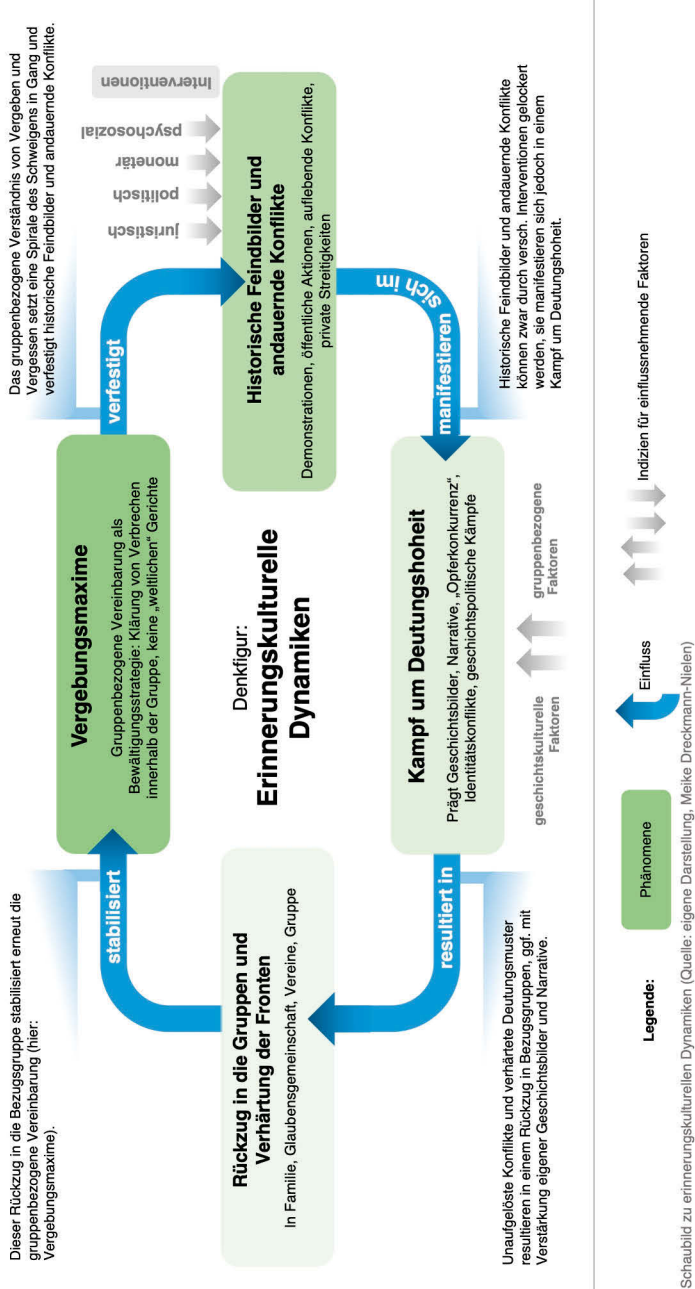 Dieser Rückzug in die Bezugsgruppe stabilisiert erneut die
gruppenbezogene Vereinbarung (hier:
Vergebungsmaxime).
Das gruppenbezogene Verständnis von Vergeben und
Vergessen setzt eine Spirale des Schweigens in Gang und
verfestigt historische Feindbilder und andauernde Konflikte.
stabilisiert
Vergebungsmaxime
Gruppenbezogene Vereinbarung als
Bewältigungsstrategie: Klärung von Verbrechen
innerhalb der Gruppe, keine „weltlichen“ Gerichte
verfestigt
juristisch
politisch
monetär
psychosozial
Interventionen
Rückzug in die Gruppen und
Verhärtung der Fronten
In Familie, Glaubensgemeinschaft, Vereine, Gruppe
Denkfigur:
Erinnerungskulturelle
Dynamiken
Historische Feindbilder und
andauernde Konflikte
Demonstrationen, öffentliche Aktionen, auflebende Konflikte,
private Streitigkeiten
resultiert in
Kampf um Deutungshoheit
Prägt Geschichtsbilder, Narrative, „Opferkonkurrenz“,
Identitätskonflikte, geschichtspolitische Kämpfe
manifestieren
sich im
Unaufgelöste Konflikte und verhärtete Deutungsmuster
resultieren in einem Rückzug in Bezugsgruppen, ggf. mit
Verstärkung eigener Geschichtsbilder und Narrative.
geschichtskulturelle
Faktoren
gruppenbezogene
Faktoren
Historische Feindbilder und andauernde Konflikte
können zwar durch versch. Interventionen gelockert
werden, sie manifestieren sich jedoch in einem
Kampf um Deutungshoheit.
Legende:
Phänomene
Einfluss
Indizien für einflussnehmende Faktoren
Schaubild zu erinnerungskulturellen Dynamiken (Quelle: eigene Darstellung, Meike Dreckmann-Nielen)